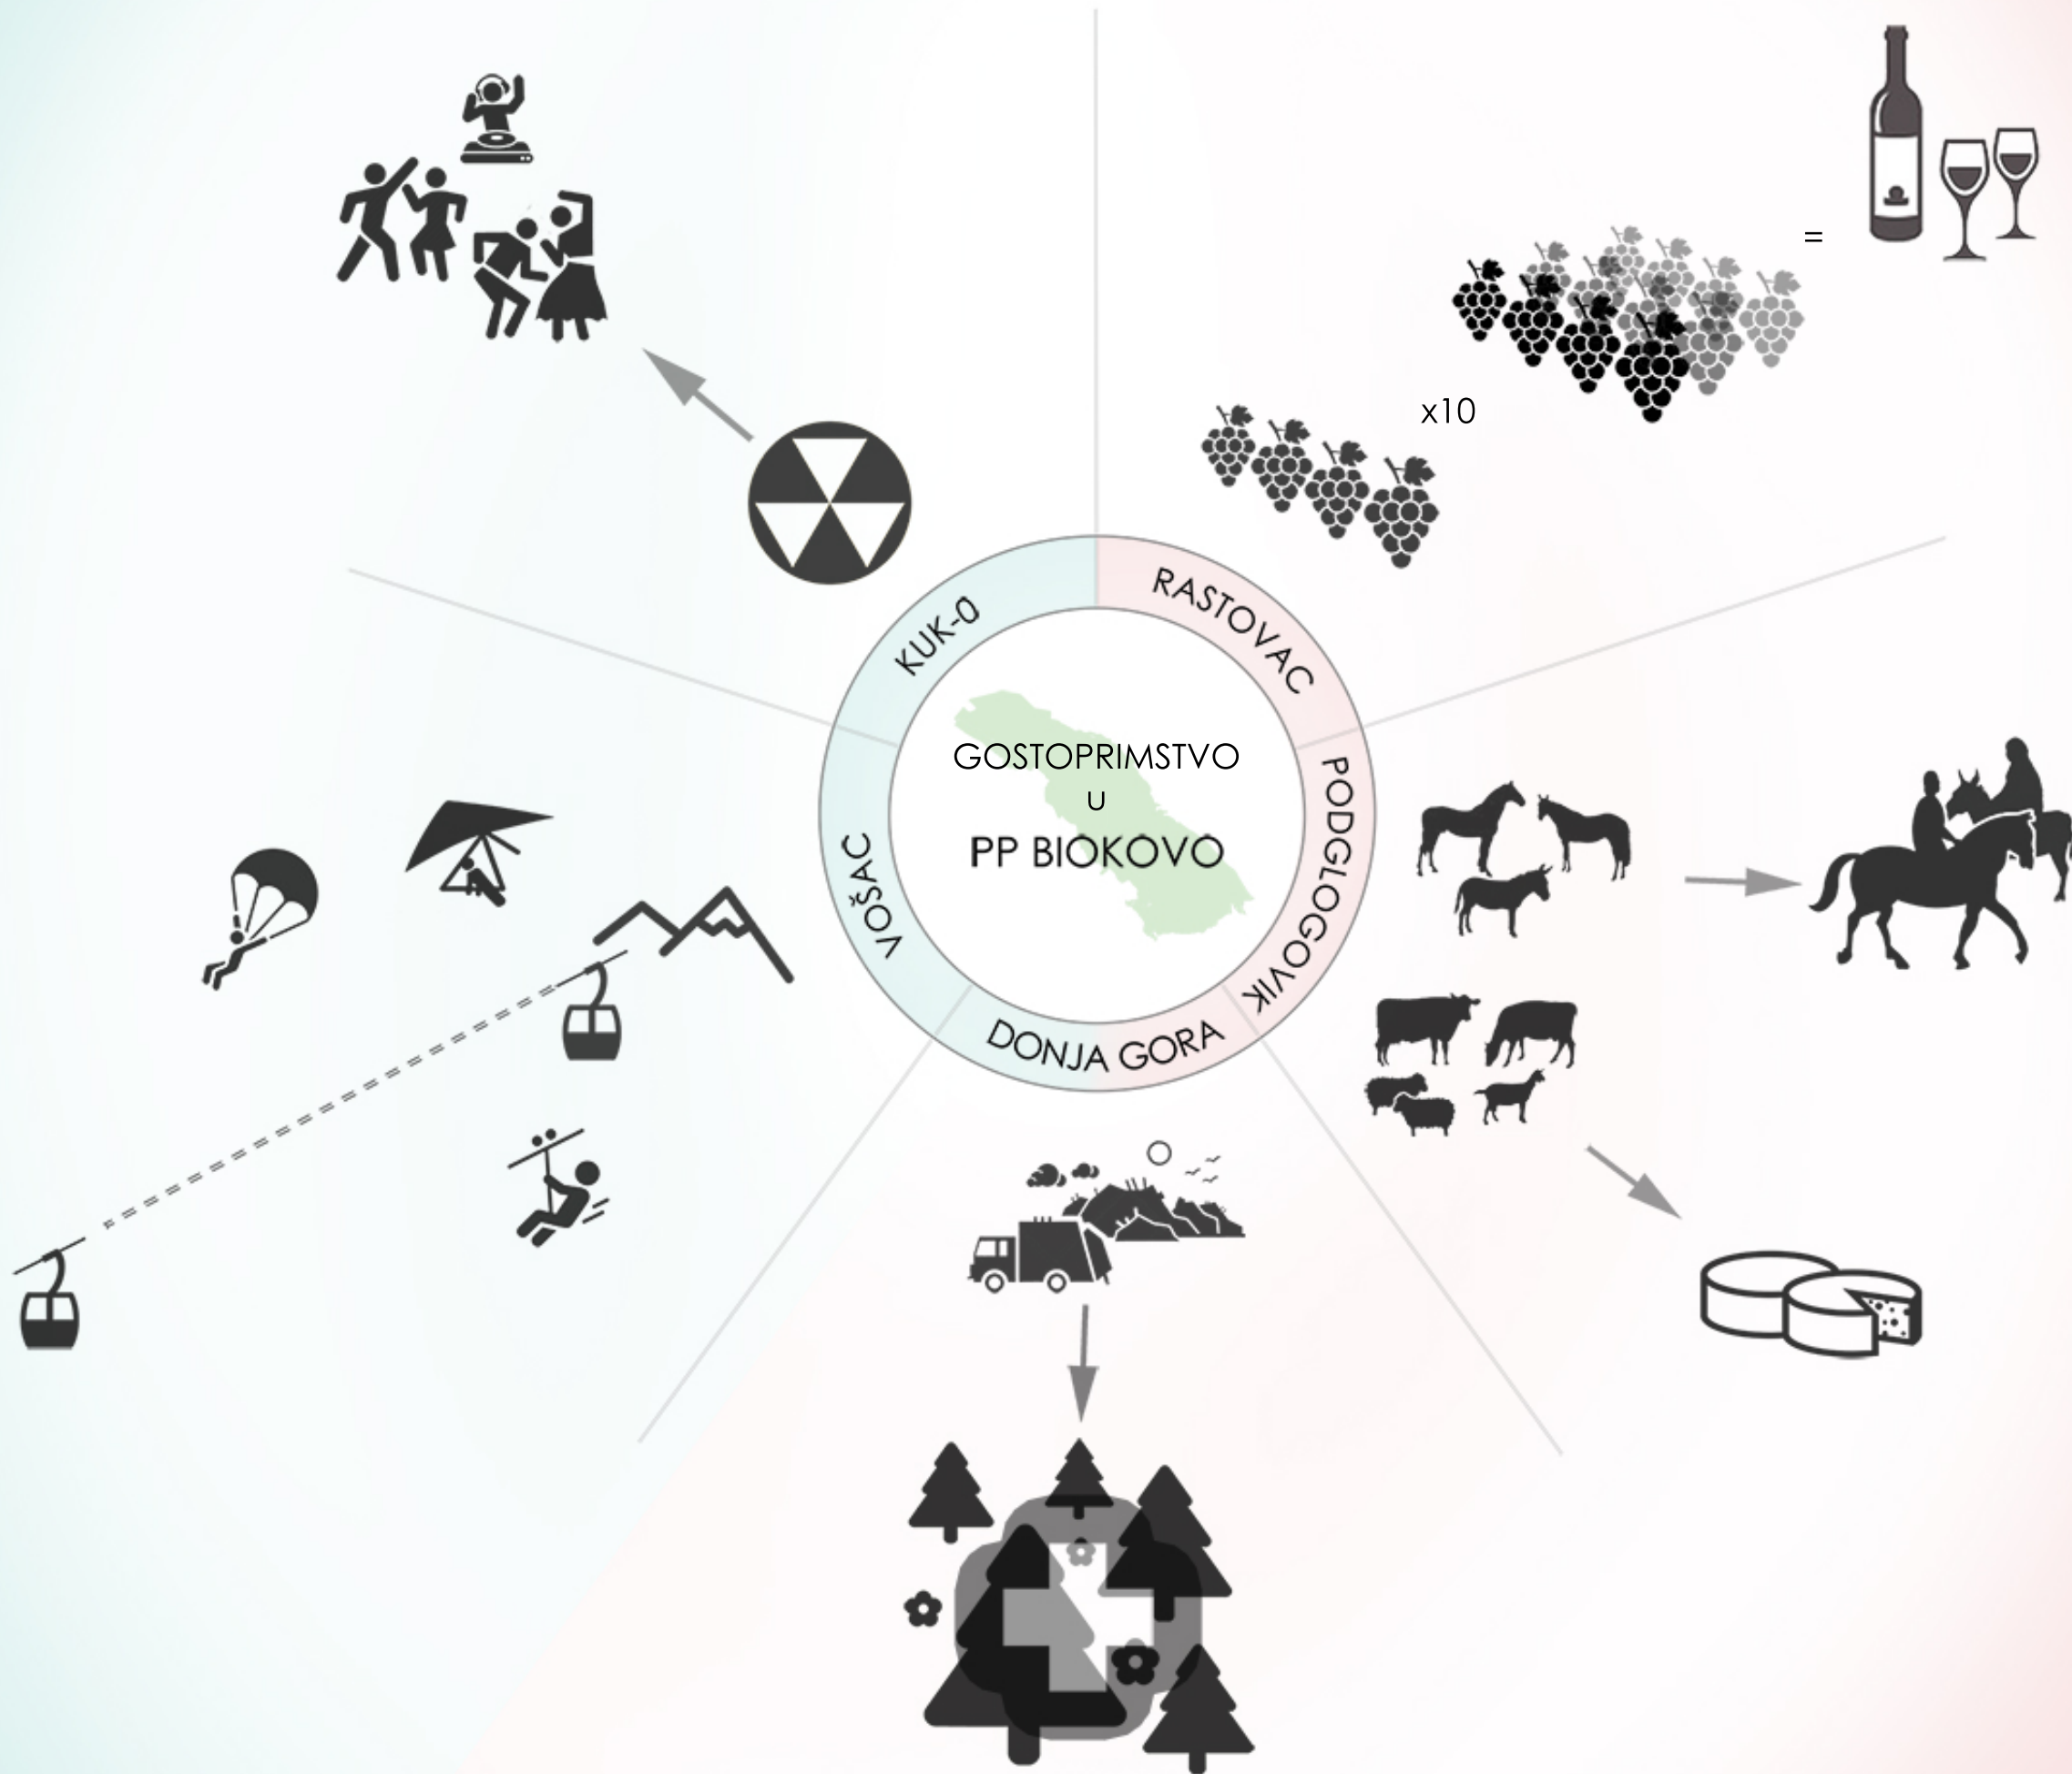 =
x10
KUK-0
RASTOVAC
GOSTOPRIMSTVO
U
PP BIOKOVO
VOŠAC
PODGLOGOVIK
DONJA GORA